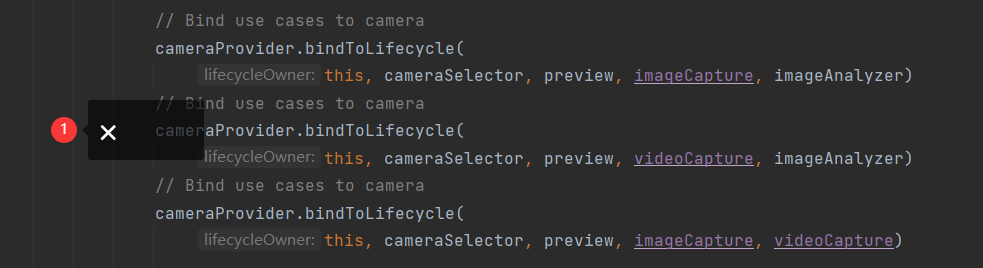 // Bind use cases to camera
cameraProvider.bindToLifecycle(
lifecycleOwner: this, cameraSelector, preview, imageCapture, imageAnalyzer)
// Bind use cases to camera
1 × cameraProvider.bindToLifecycle(
lifecycleOwner: this, cameraSelector, preview, videoCapture, imageAnalyzer)
// Bind use cases to camera
cameraProvider.bindToLifecycle(
lifecycleOwner: this, cameraSelector, preview, imageCapture, videoCapture)